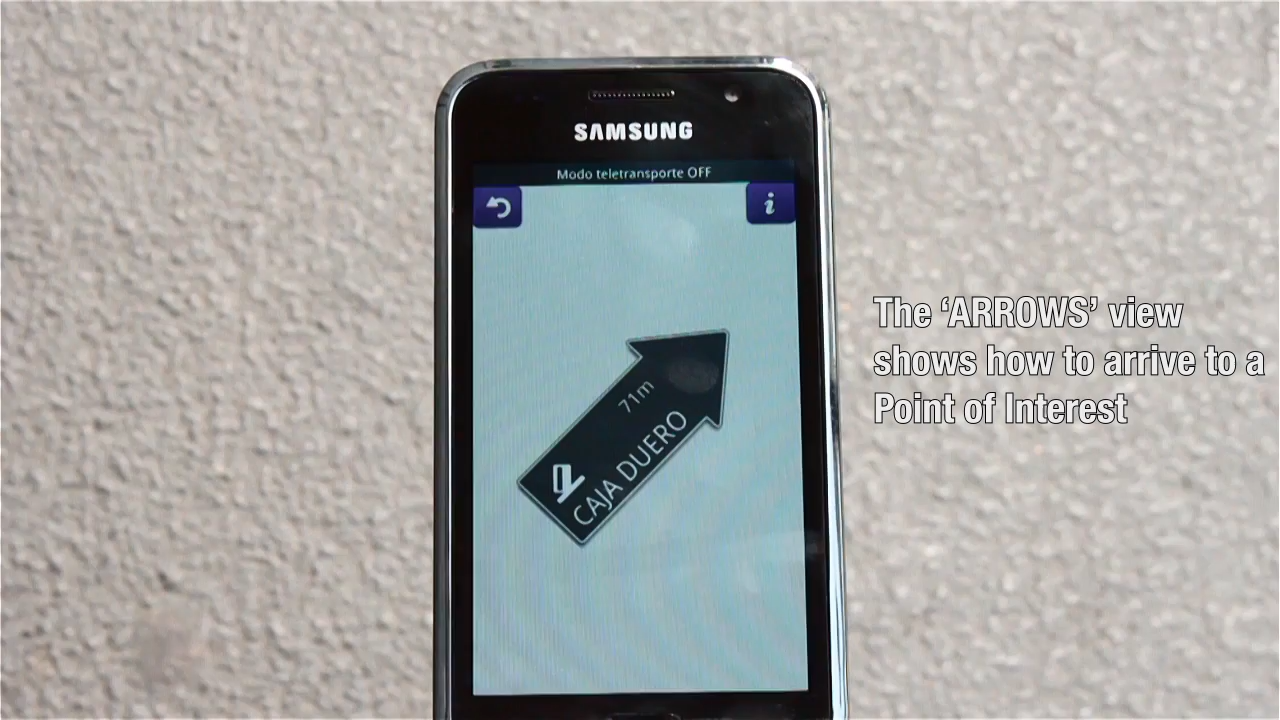 SAMSUNG
Modo teletransporte OFF
i
71m
CAJA DUERO
The ‘ARROWS’ view
shows how to arrive to a
Point of Interest